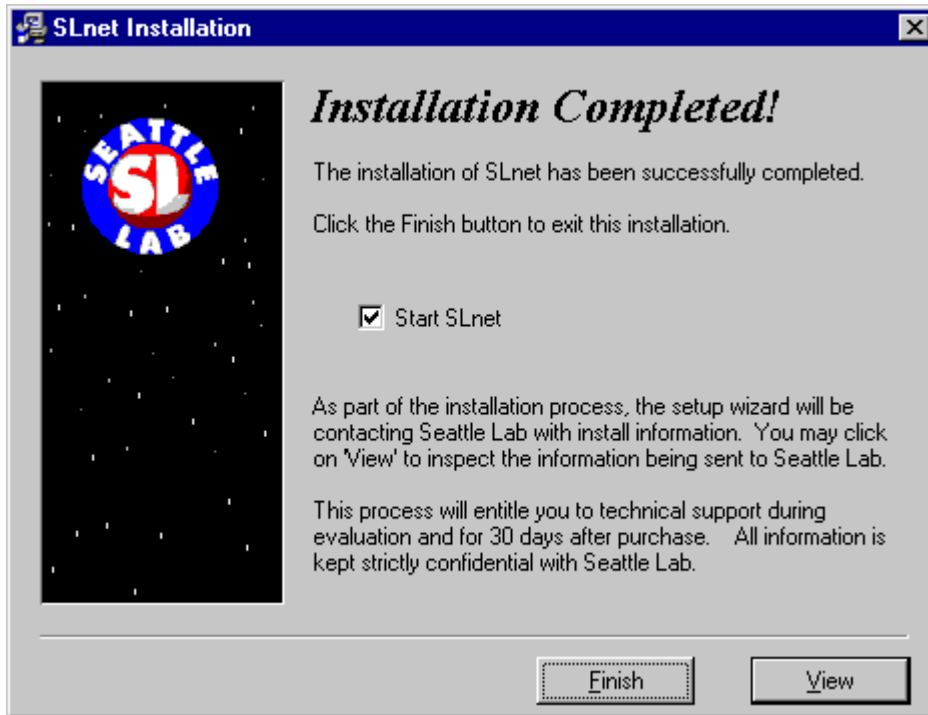 SLnet Installation
SEATTLE
SL
LAB
Installation Completed!
The installation of SLnet has been successfully completed.
Click the Finish button to exit this installation.
Start SLnet
As part of the installation process, the setup wizard will be
contacting Seattle Lab with install information.  You may click
on 'View' to inspect the information being sent to Seattle Lab.
This process will entitle you to technical support during
evaluation and for 30 days after purchase.    All information is
kept strictly confidential with Seattle Lab.
Finish
View